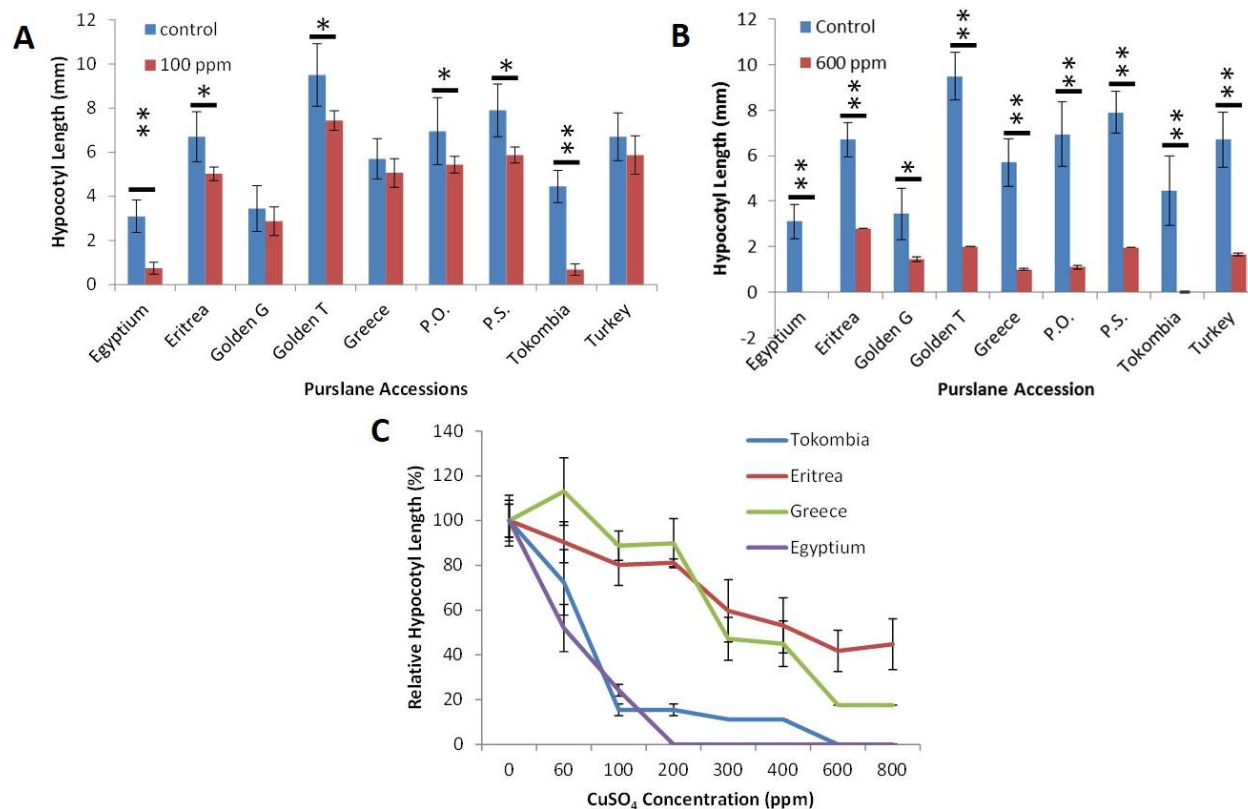 A
Hypocotyl Length (mm)
12
10
8
6
4
2
0
control
100 ppm
**
*
*
*
*
**
Egyptium
Eritrea
Golden G
Golden T
Greece
P.O.
P.S.
Tokombia
Turkey
Purslane Accessions
B
Hypocotyl Length (mm)
12
10
8
6
4
2
0
-2
Control
600 ppm
**
**
*
**
**
**
**
**
**
Egyptium
Eritrea
Golden G
Golden T
Greece
P.O.
P.S.
Tokombia
Turkey
Purslane Accession
C
Relative Hypocotyl Length (%)
140
120
100
80
60
40
20
0
Tokombia
Eritrea
Greece
Egyptium
0 60 100 200 300 400 600 800
CuSO₄ Concentration (ppm)